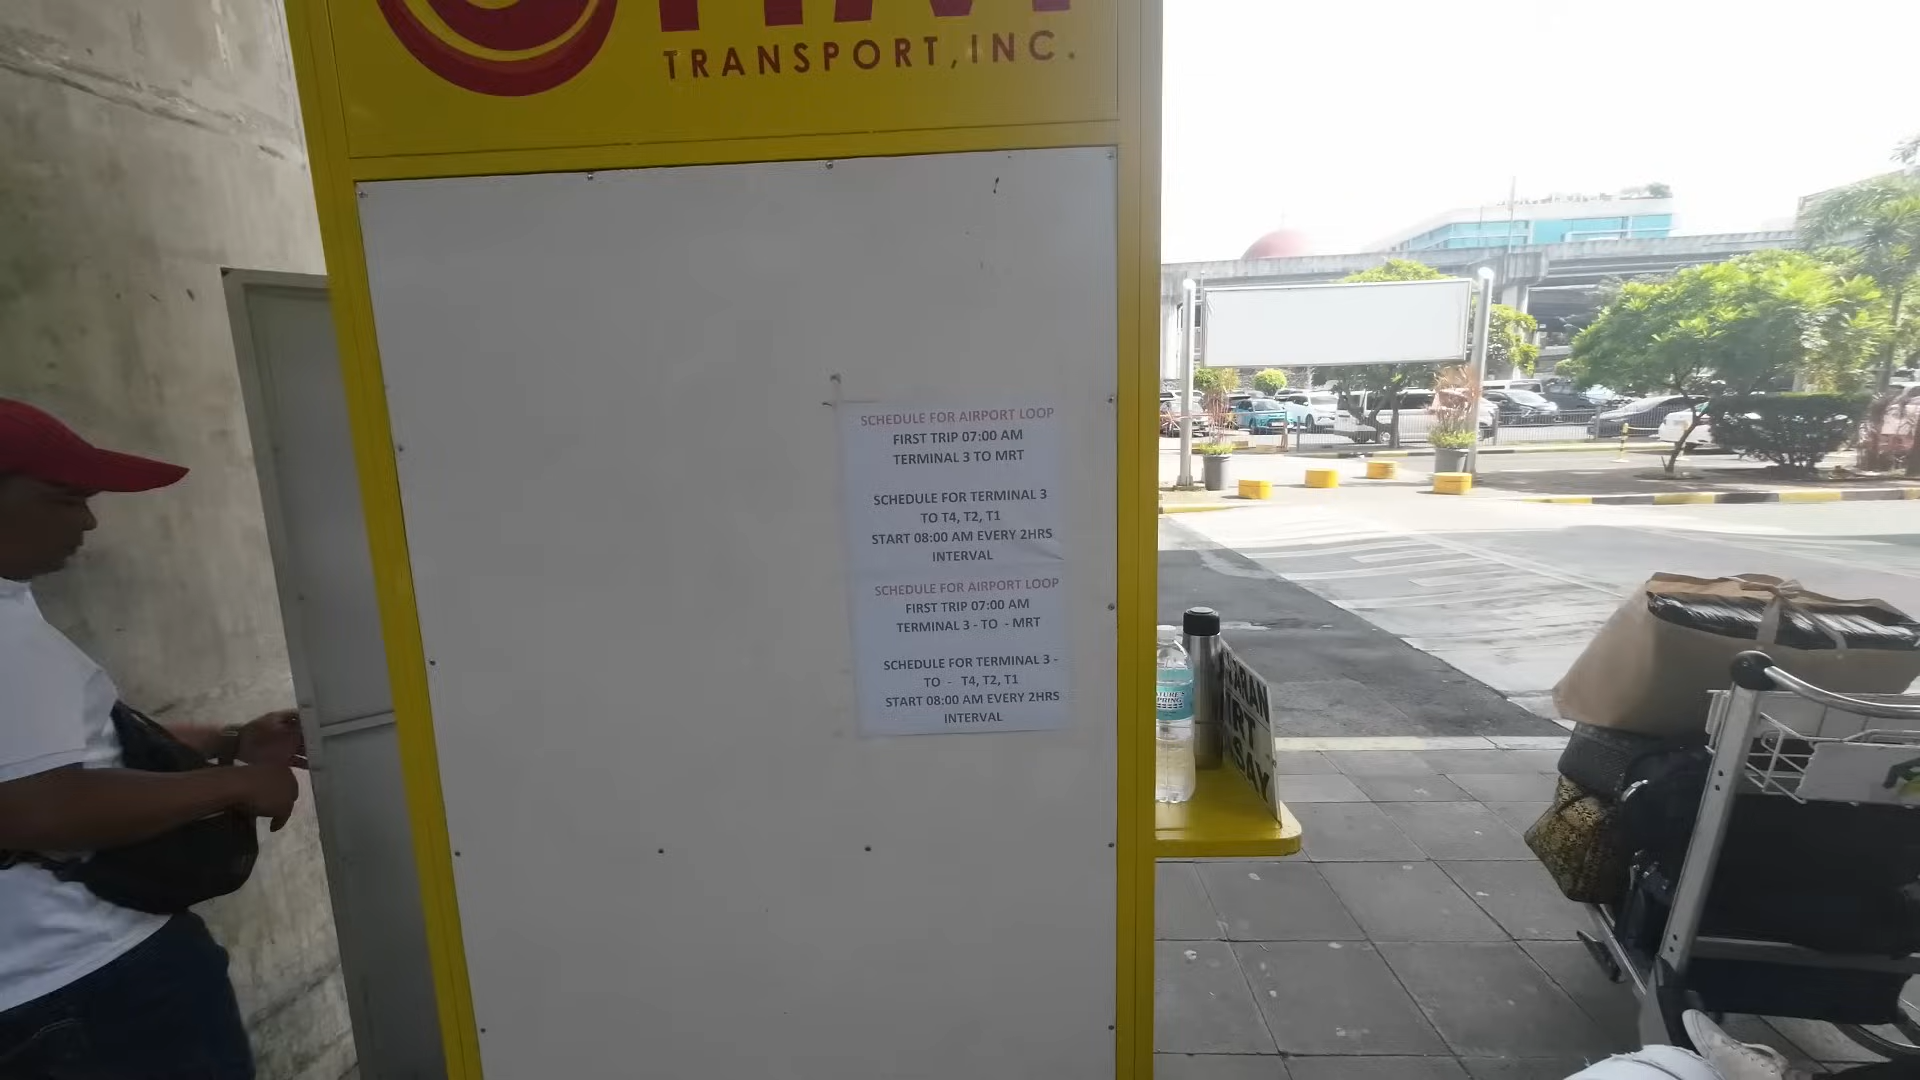 TRANSPORT, INC.
SCHEDULE FOR AIRPORT LOOP
FIRST TRIP 07:00 AM
TERMINAL 3 TO MRT
SCHEDULE FOR TERMINAL 3
TO T4, T2, T1
START 08:00 AM EVERY 2HRS
INTERVAL
SCHEDULE FOR AIRPORT LOOP
FIRST TRIP 07:00 AM
TERMINAL 3 - TO - MRT
SCHEDULE FOR TERMINAL 3 -
TO - T4, T2, T1
START 08:00 AM EVERY 2HRS
INTERVAL